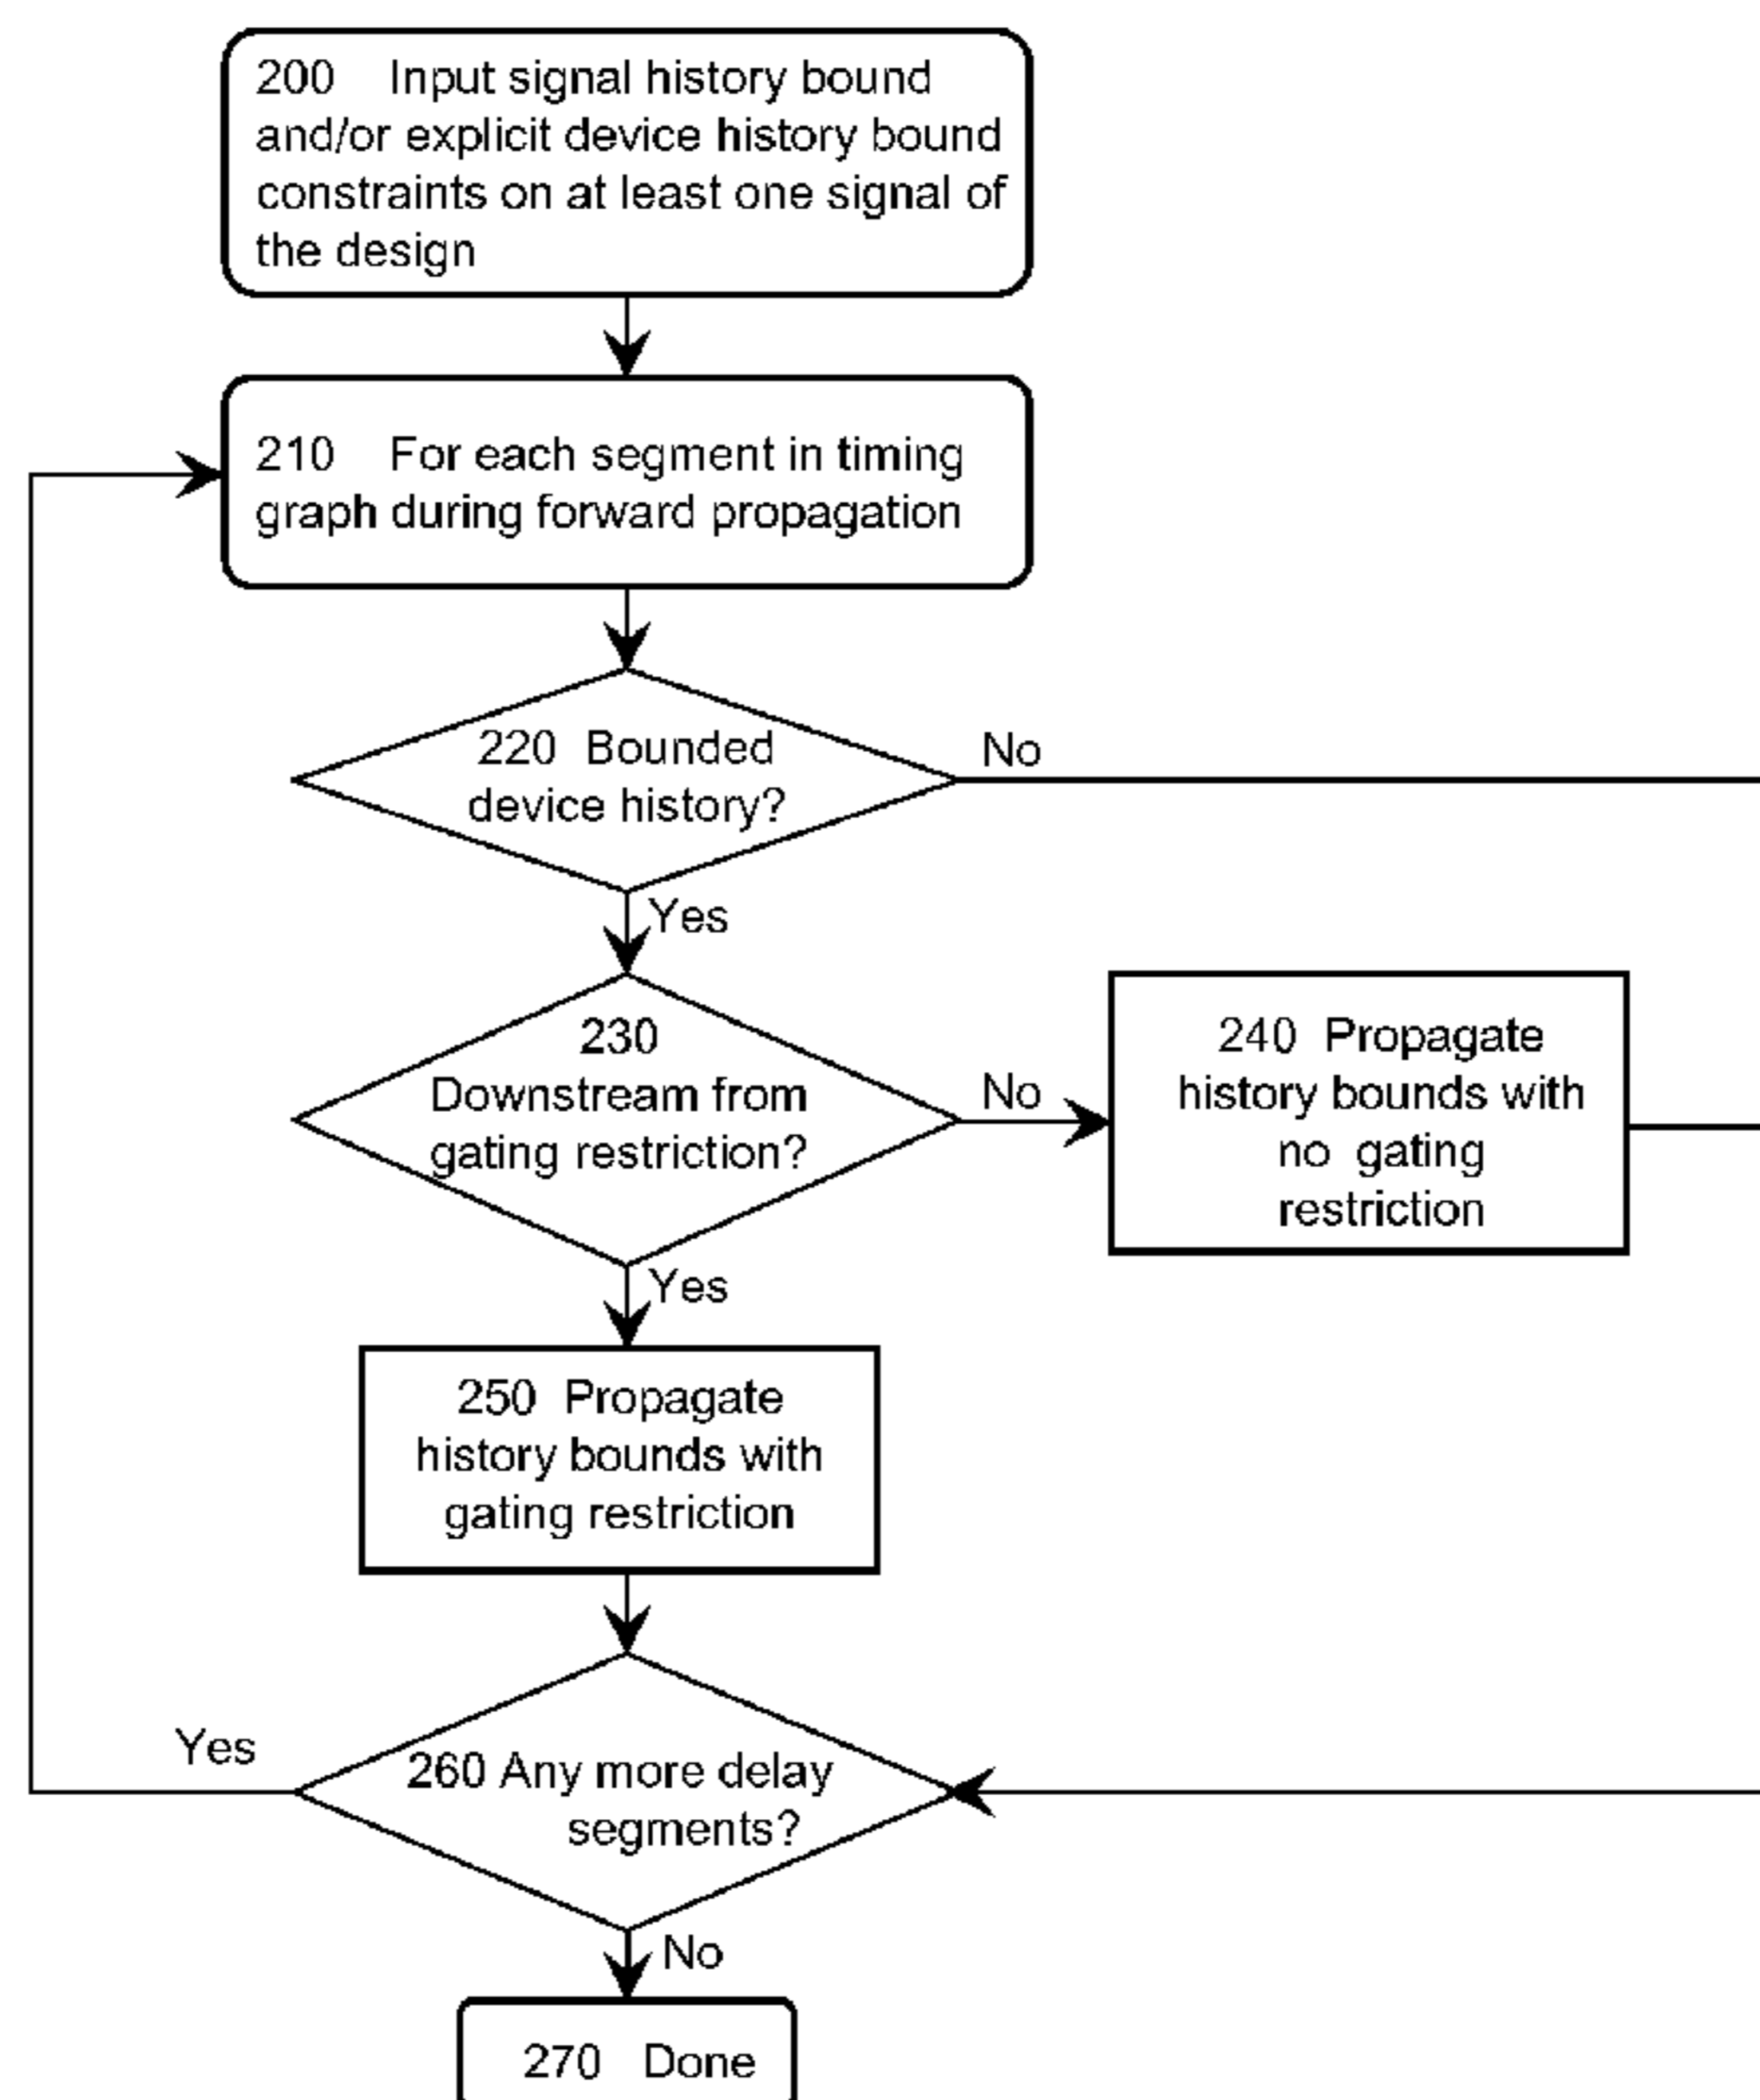 200 Input signal history bound
and/or explicit device history bound
constraints on at least one signal of
the design
210 For each segment in timing
graph during forward propagation
220 Bounded
device history?
No
Yes
230
Downstream from
gating restriction?
No
240 Propagate
history bounds with
no gating
restriction
Yes
250 Propagate
history bounds with
gating restriction
Yes
260 Any more delay
segments?
No
270 Done